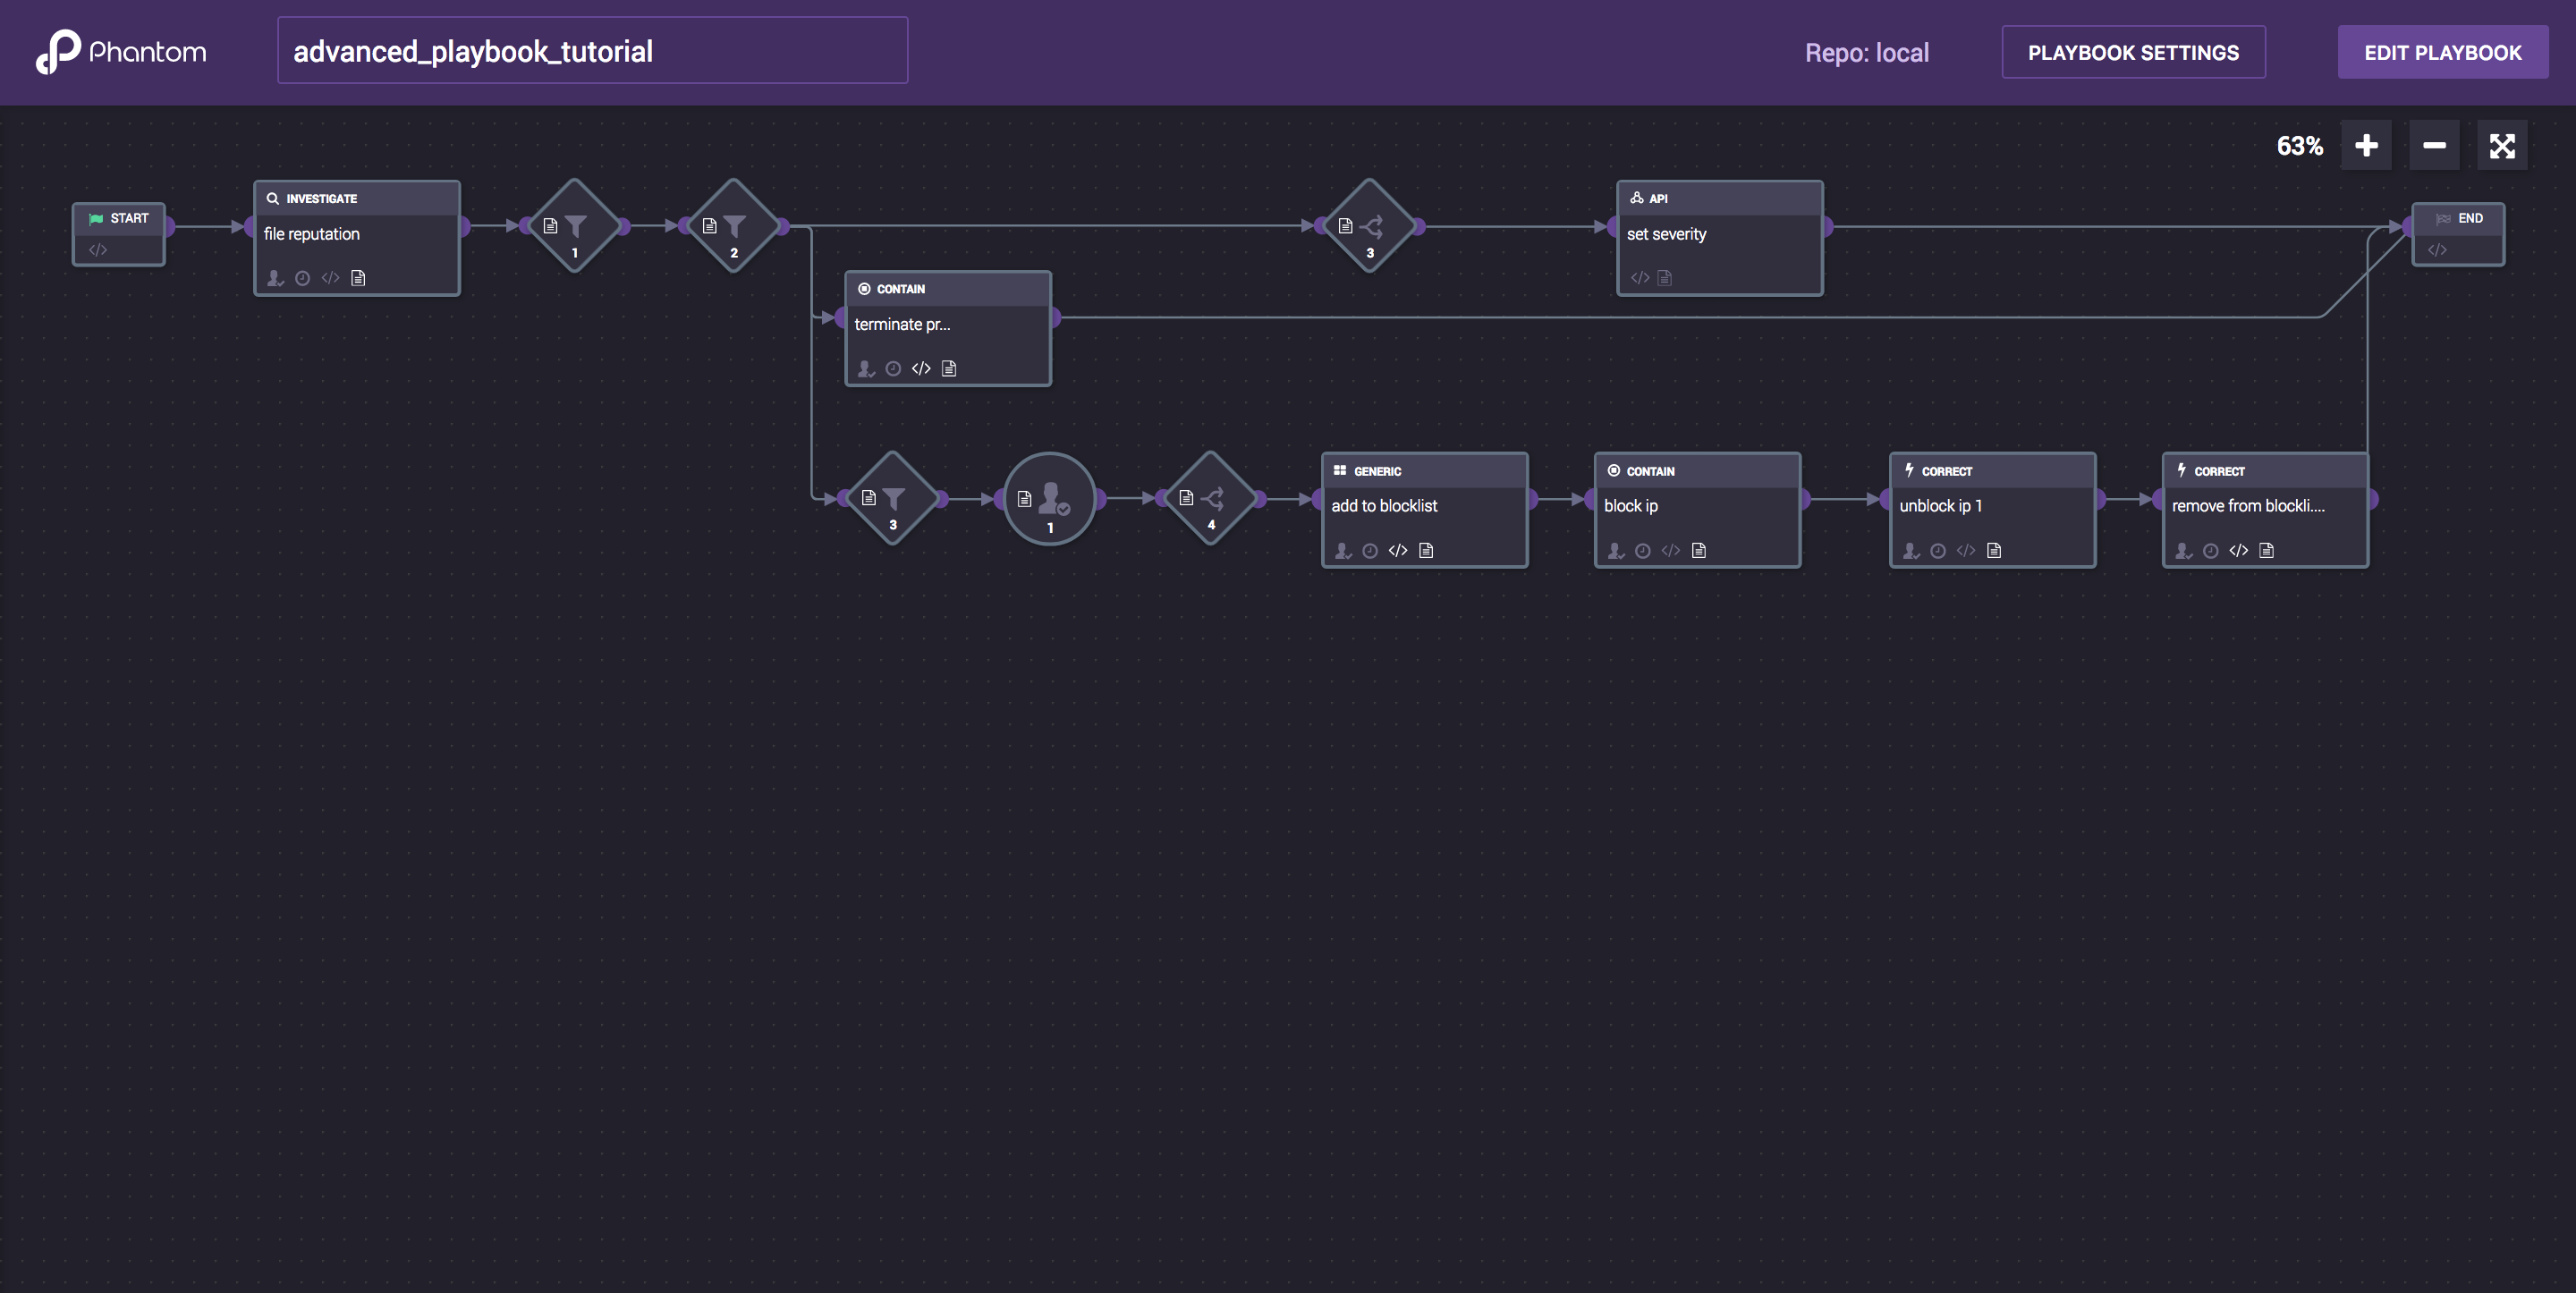 Phantom
advanced_playbook_tutorial
Repo: local
PLAYBOOK SETTINGS
EDIT PLAYBOOK
63%
START
INVESTIGATE
file reputation
1
2
3
API
set severity
END
CONTAIN
terminate pr...
3
1
4
GENERIC
add to blocklist
CONTAIN
block ip
CORRECT
unblock ip 1
CORRECT
remove from blockli....